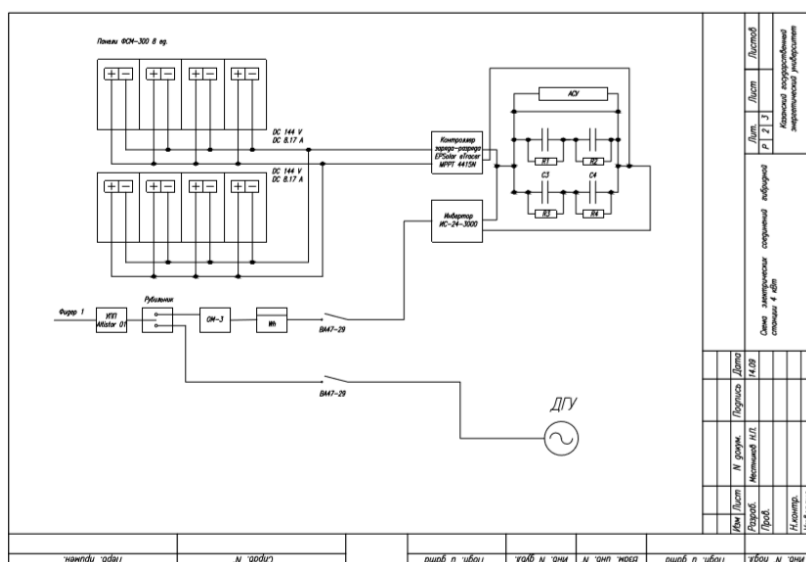 Панели ФСМ-300 8 ед.
+ − + − + − + −
DC 144 V
DC 8.17 A
DC 144 V
DC 8.17 A
+ − + − + − + −
Контроллер
заряда-разряда
EPSolar eTracer
MPPT 4415N
Инвертор
ИС-24-3000
АСУ
R1
R2
C3
C4
R3
R4
Фидер 1
УПП
Altistar 01
Рубильник
ОМ-3
Wh
ВА47-29
ВА47-29
ДГУ
Лит.
Лист
Листов
Р
2
3
Казанский государственный
энергетический университет
Схема электрических соединений гибридной
станции 4 кВт
Изм
Лист
N докум.
Подпись
Дата
Разраб.
Местников Н.П.
14.09
Пров.
Н.контр.
Перв. примен.
Справ. N
Подп. и дата
Инв. N дубл.
Взам. инв. N
Подп. и дата
Инв. N подл.